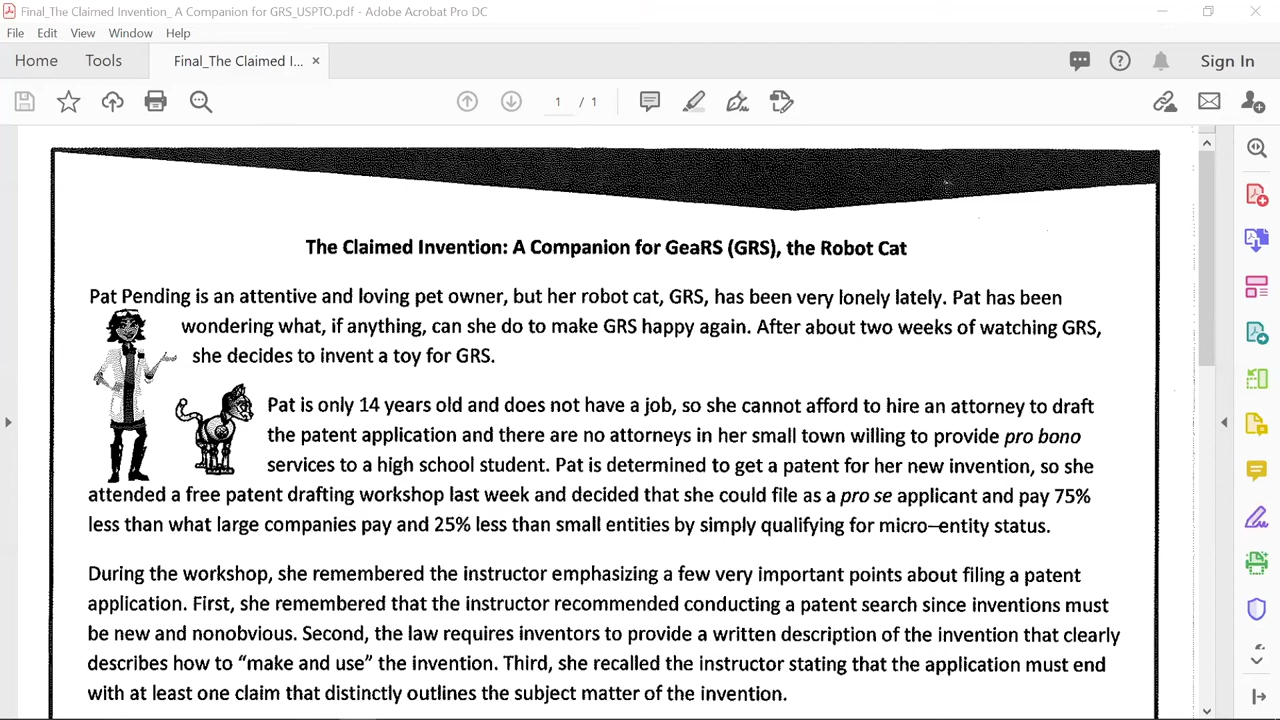 Final_The Claimed Invention_ A Companion for GRS_USPTO.pdf - Adobe Acrobat Pro DC
File Edit View Window Help
Home Tools Final_The Claimed I... × Sign In
1 / 1
The Claimed Invention: A Companion for GeaRS (GRS), the Robot Cat
Pat Pending is an attentive and loving pet owner, but her robot cat, GRS, has been very lonely lately. Pat has been
wondering what, if anything, can she do to make GRS happy again. After about two weeks of watching GRS,
she decides to invent a toy for GRS.
Pat is only 14 years old and does not have a job, so she cannot afford to hire an attorney to draft
the patent application and there are no attorneys in her small town willing to provide pro bono
services to a high school student. Pat is determined to get a patent for her new invention, so she
attended a free patent drafting workshop last week and decided that she could file as a pro se applicant and pay 75%
less than what large companies pay and 25% less than small entities by simply qualifying for micro–entity status.
During the workshop, she remembered the instructor emphasizing a few very important points about filing a patent
application. First, she remembered that the instructor recommended conducting a patent search since inventions must
be new and nonobvious. Second, the law requires inventors to provide a written description of the invention that clearly
describes how to “make and use” the invention. Third, she recalled the instructor stating that the application must end
with at least one claim that distinctly outlines the subject matter of the invention.